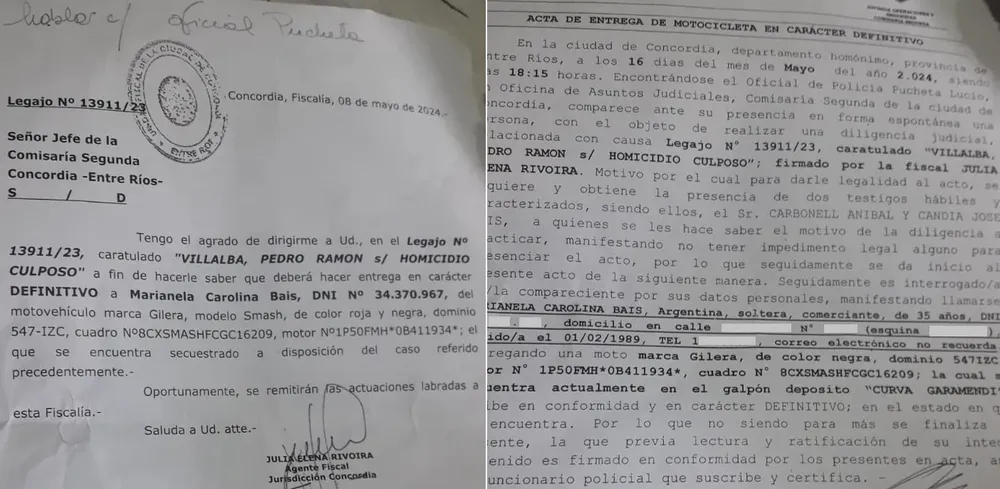 hablar c/ oficial Pucheta
Concordia, Fiscalía, 08 de mayo de 2024.-
Legajo Nº 13911/23
ENTRE RÍOS
Señor Jefe de la
Comisaría Segunda
Concordia -Entre Ríos-
S / D
Tengo el agrado de dirigirme a Ud., en el Legajo Nº
13911/23, caratulado "VILLALBA, PEDRO RAMON s/ HOMICIDIO
CULPOSO" a fin de hacerle saber que deberá hacer entrega en carácter
DEFINITIVO a Marianela Carolina Bais, DNI Nº 34.370.967, del
motovehículo marca Gilera, modelo Smash, de color roja y negra, dominio
547-IZC, cuadro Nº8CXSMASHFCGC16209, motor Nº1P50FMH*0B411934*; el
que se encuentra secuestrado a disposición del caso referido
precedentemente.-
Oportunamente, se remitirán las actuaciones labradas a
esta Fiscalía.-
Saluda a Ud. atte.-
JULIA ELENA RIVOIRA
Agente Fiscal
Jurisdicción Concordia
DIVISION OPERACIONES Y
SEGURIDAD
COMISARIA SEGUNDA
ACTA DE ENTREGA DE MOTOCICLETA EN CARÁCTER DEFINITIVO
En la ciudad de Concordia, departamento homónimo, provincia de
ntre Ríos, a los 16 días del mes de Mayo del año 2.024, siendo
as 18:15 horas. Encontrándose el Oficial de Policía Pucheta Lucio,
Oficina de Asuntos Judiciales, Comisaria Segunda de la ciudad de
oncordia, comparece ante su presencia en forma espontánea una
ersona, con el objeto de realizar una diligencia judicial,
lacionada con causa Legajo N° 13911/23, caratulado "VILLALBA,
DRO RAMON s/ HOMICIDIO CULPOSO"; firmado por la fiscal JULIA
ENA RIVOIRA. Motivo por el cual para darle legalidad al acto, se
quiere y obtiene la presencia de dos testigos hábiles y
racterizados, siendo ellos, el Sr. CARBONELL ANIBAL Y CANDIA JOSE
IS, a quienes se les hace saber el motivo de la diligencia a
acticar, manifestando no tener impedimento legal alguno para
esenciar el acto, por lo que seguidamente se da inicio al
esente acto de la siguiente manera. Seguidamente es interrogado/a
/la compareciente por sus datos personales, manifestando llamarse
RIANELA CAROLINA BAIS, Argentina, soltera, comerciante, de 35 años, DNI
. , domicilio en calle N° (esquina )
ido/a el 01/02/1989, TEL 1 , correo electrónico no recuerda
regando una moto marca Gilera, de color negra, dominio 547IZC
or N° 1P50FMH*0B411934*, cuadro N° 8CXSMASHFCGC16209; la cual s
uentra actualmente en el galpón deposito "CURVA GARAMENDI"
ibe en conformidad y en carácter DEFINITIVO; en el estado en q
encuentra. Por lo que no siendo para más se finaliza
ente, la que previa lectura y ratificación de su inte
enido es firmado en conformidad por los presentes en acta, an
uncionario policial que suscribe y certifica. -